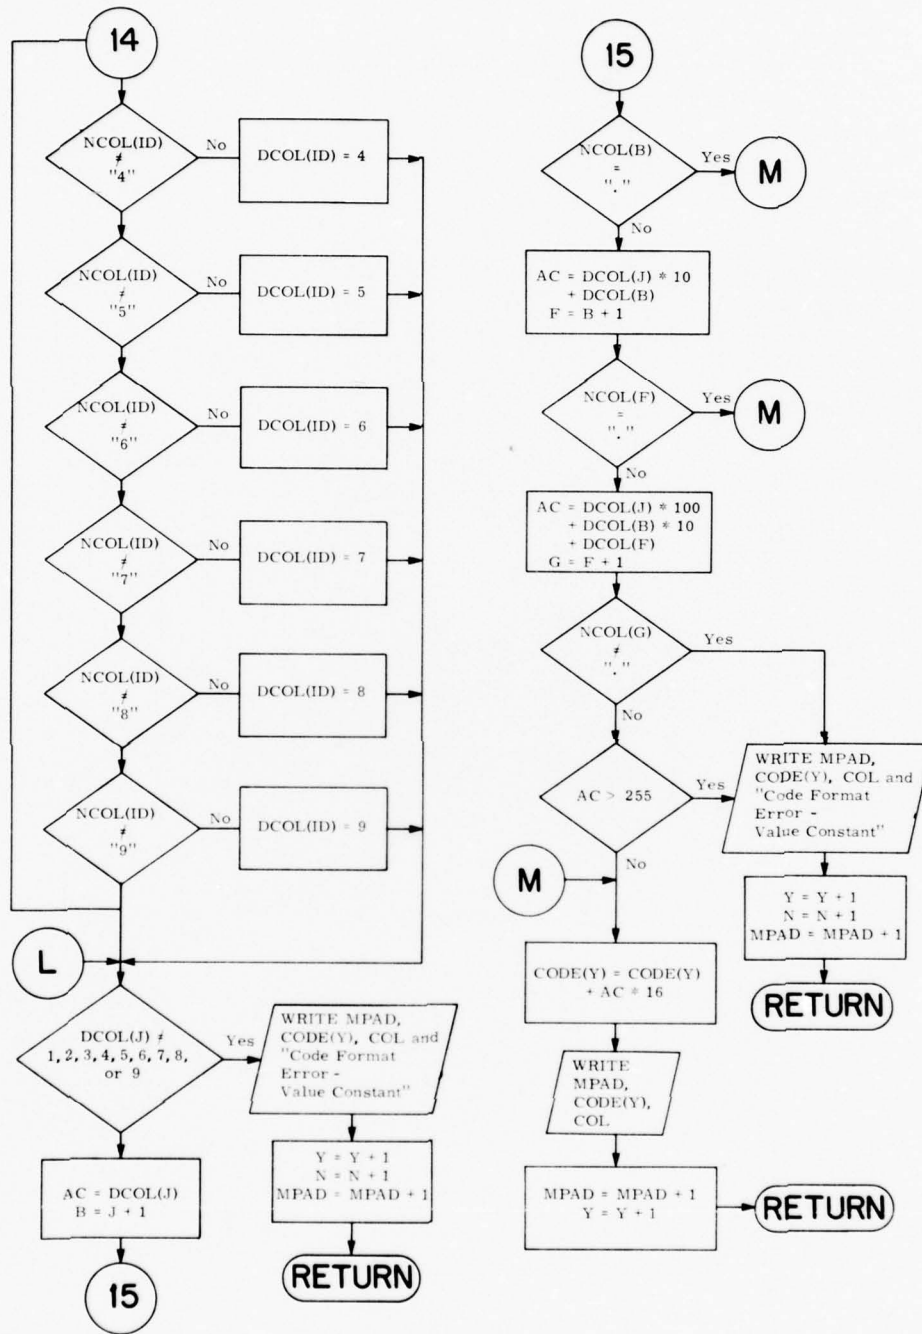 14
NCOL(ID)
≠
"4"
No
DCOL(ID) = 4
NCOL(ID)
≠
"5"
No
DCOL(ID) = 5
NCOL(ID)
≠
"6"
No
DCOL(ID) = 6
NCOL(ID)
≠
"7"
No
DCOL(ID) = 7
NCOL(ID)
≠
"8"
No
DCOL(ID) = 8
NCOL(ID)
≠
"9"
No
DCOL(ID) = 9
L
DCOL(J) ≠
1, 2, 3, 4, 5, 6, 7, 8,
or 9
Yes
WRITE MPAD,
CODE(Y), COL and
"Code Format
Error -
Value Constant"
Y = Y + 1
N = N + 1
MPAD = MPAD + 1
RETURN
AC = DCOL(J)
B = J + 1
15
15
NCOL(B)
=
"."
Yes
M
No
AC = DCOL(J) * 10
+ DCOL(B)
F = B + 1
NCOL(F)
=
"."
Yes
M
No
AC = DCOL(J) * 100
+ DCOL(B) * 10
+ DCOL(F)
G = F + 1
NCOL(G)
≠
"."
Yes
No
AC > 255
Yes
WRITE MPAD,
CODE(Y), COL and
"Code Format
Error -
Value Constant"
Y = Y + 1
N = N + 1
MPAD = MPAD + 1
RETURN
No
M
CODE(Y) = CODE(Y)
+ AC * 16
WRITE
MPAD,
CODE(Y),
COL
MPAD = MPAD + 1
Y = Y + 1
RETURN